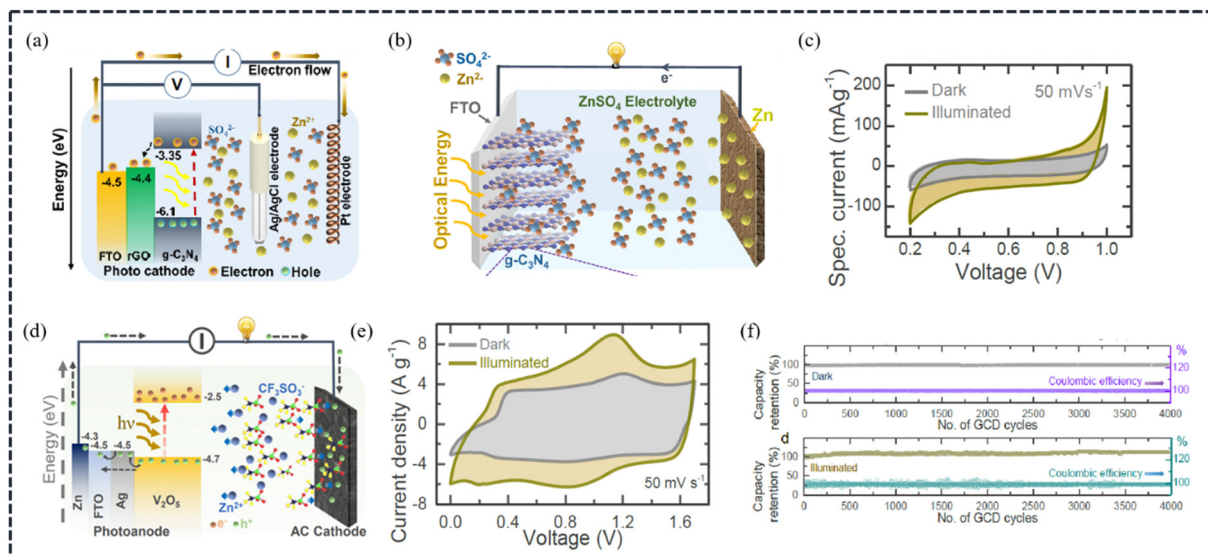 (a)
I
Electron flow
V
Energy (eV)
SO₄²⁻
Zn²⁺
-3.35
-4.5
-4.4
-6.1
Ag/AgCl electrode
Pt electrode
FTO rGO g-C₃N₄
Photo cathode
Electron Hole
(b)
SO₄²⁻
Zn²⁺
e⁻
FTO
ZnSO₄ Electrolyte
Zn
Optical Energy
g-C₃N₄
(c)
Spec. current (mAg⁻¹)
200
100
0
-100
Dark
Illuminated
50 mVs⁻¹
0.2 0.4 0.6 0.8 1.0
Voltage (V)
(d)
I
Energy (eV)
hν
CF₃SO₃⁻
-2.5
-4.3
-4.5
-4.5
-4.7
Zn
FTO
Ag
V₂O₅
Zn²⁺
Photoanode
e⁻ h⁺
AC Cathode
(e)
Current density (A g⁻¹)
8
4
0
-4
-8
Dark
Illuminated
50 mV s⁻¹
0.0 0.4 0.8 1.2 1.6
Voltage (V)
(f)
Capacity retention (%)
100
50
0
%
120
100
Dark
Coulombic efficiency
0 500 1000 1500 2000 2500 3000 3500 4000
No. of GCD cycles
d
Capacity retention (%)
100
50
0
%
120
100
Illuminated
Coulombic efficiency
0 500 1000 1500 2000 2500 3000 3500 4000
No. of GCD cycles